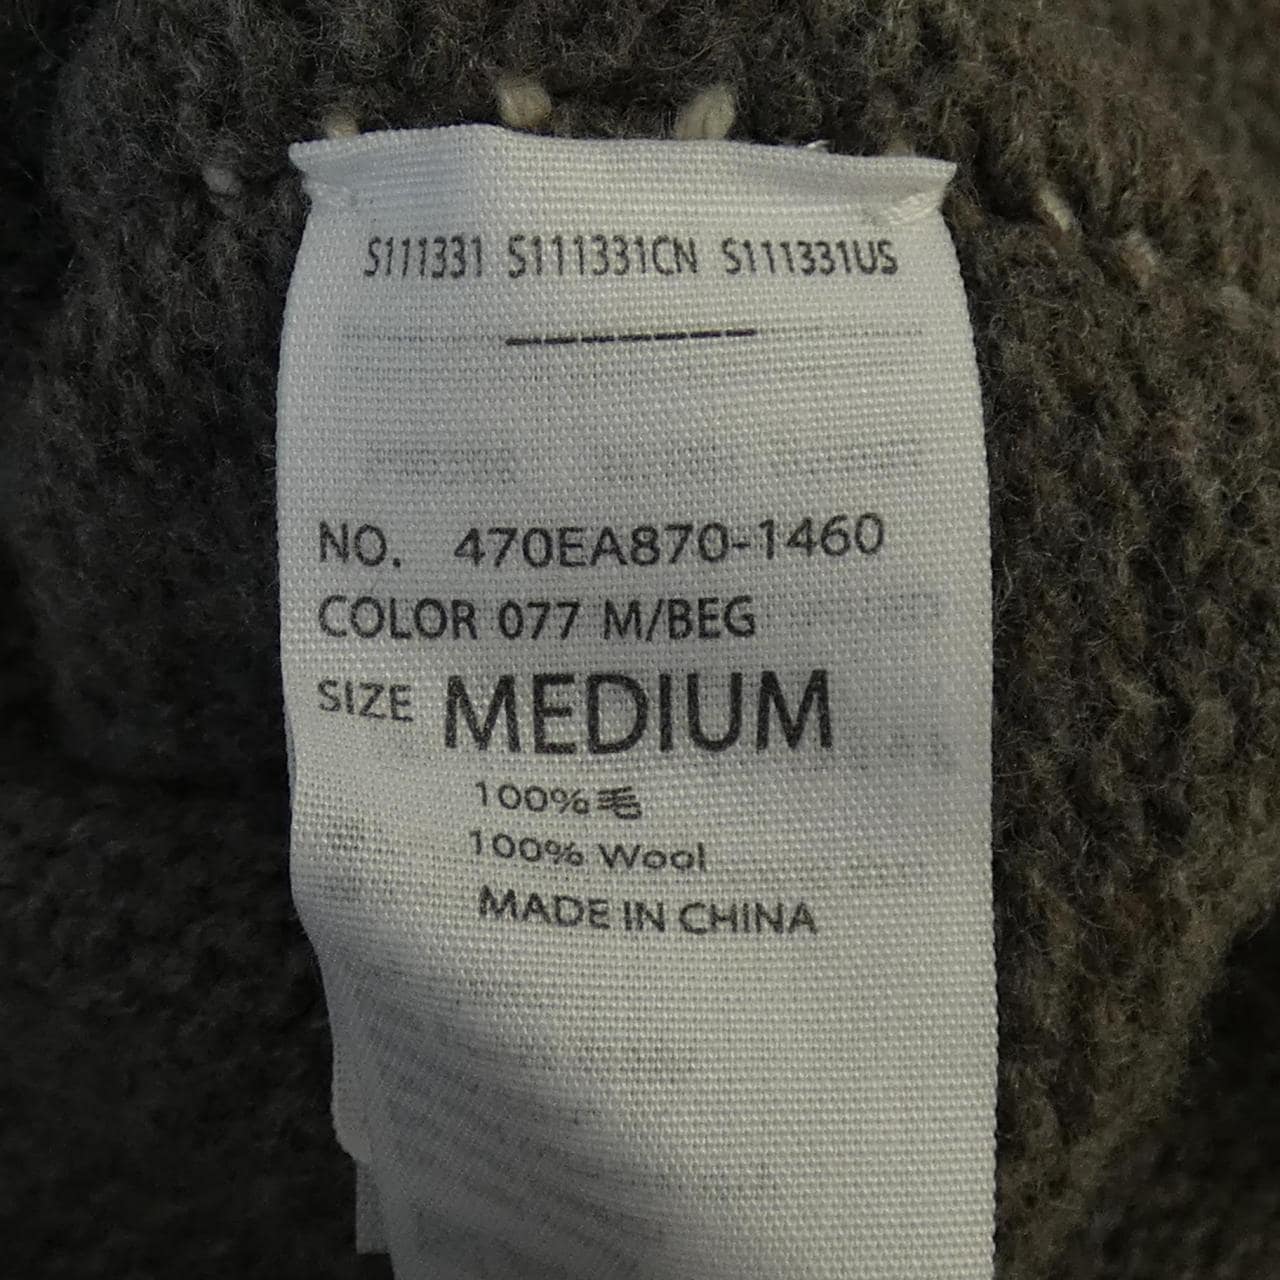 S111331 S111331CN S111331US
NO. 470EA870-1460
COLOR 077 M/BEG
SIZE MEDIUM
100%毛
100% Wool
MADE IN CHINA